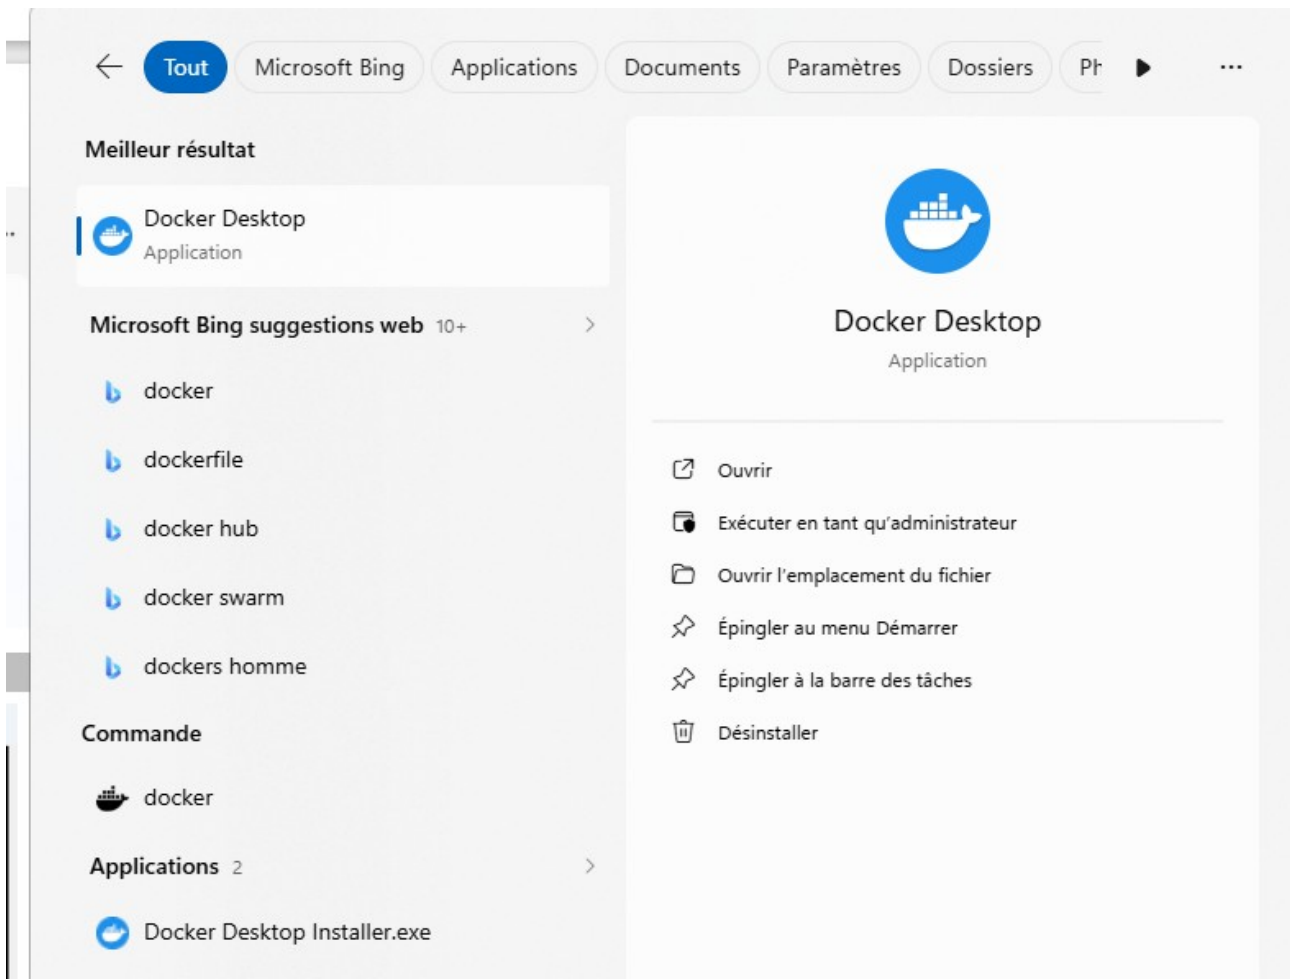 Tout Microsoft Bing Applications Documents Paramètres Dossiers Ph
Meilleur résultat
Docker Desktop
Application
Microsoft Bing suggestions web 10+
docker
dockerfile
docker hub
docker swarm
dockers homme
Commande
docker
Applications 2
Docker Desktop Installer.exe
Docker Desktop
Application
Ouvrir
Exécuter en tant qu'administrateur
Ouvrir l'emplacement du fichier
Épingler au menu Démarrer
Épingler à la barre des tâches
Désinstaller